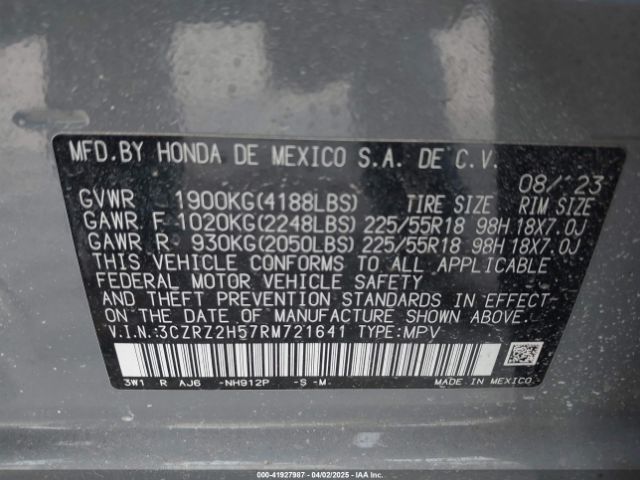 MFD. BY HONDA DE MEXICO S.A. DE C.V.
08/ 23
GVWR 1900KG(4188LBS) TIRE SIZE RIM SIZE
GAWR F 1020KG(2248LBS) 225/55R18 98H 18X7.0J
GAWR R 930KG(2050LBS) 225/55R18 98H 18X7.0J
THIS VEHICLE CONFORMS TO ALL APPLICABLE
FEDERAL MOTOR VEHICLE SAFETY
AND THEFT PREVENTION STANDARDS IN EFFECT
ON THE DATE OF MANUFACTURE SHOWN ABOVE.
V.I.N.:3CZRZ2H57RM721641 TYPE:MPV
3W1 R AJ6 -NH912P -S -M- MADE IN MEXICO
000-41927987 - 04/02/2025 - IAA, Inc.